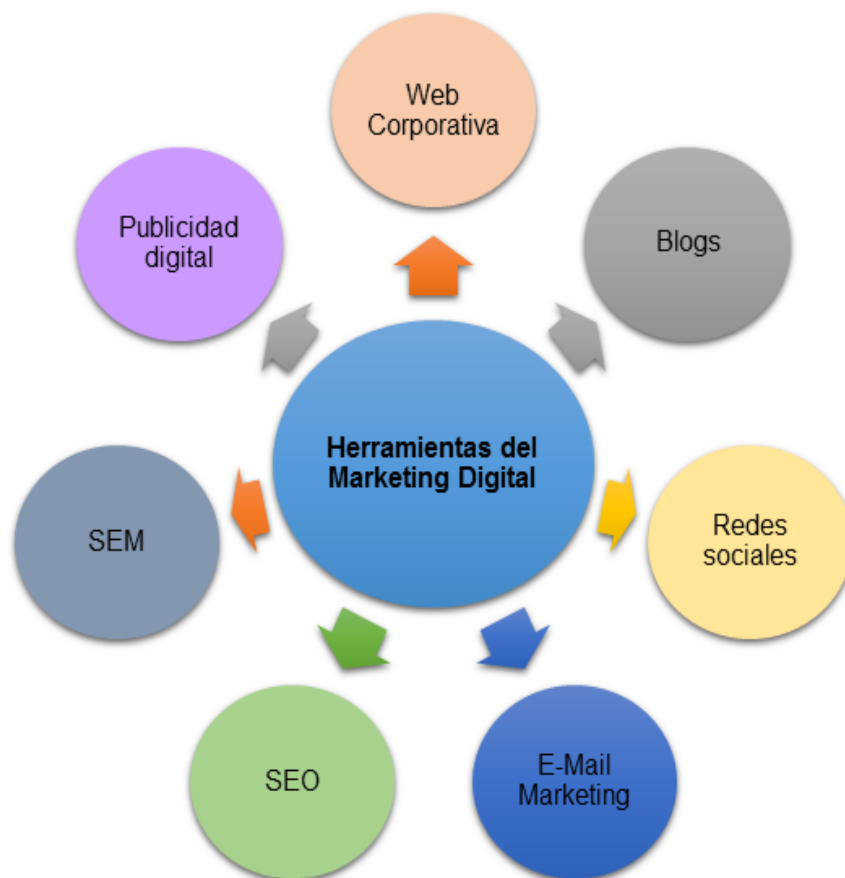 Web
Corporativa
Publicidad
digital
Blogs
Herramientas del
Marketing Digital
SEM
Redes
sociales
SEO
E-Mail
Marketing